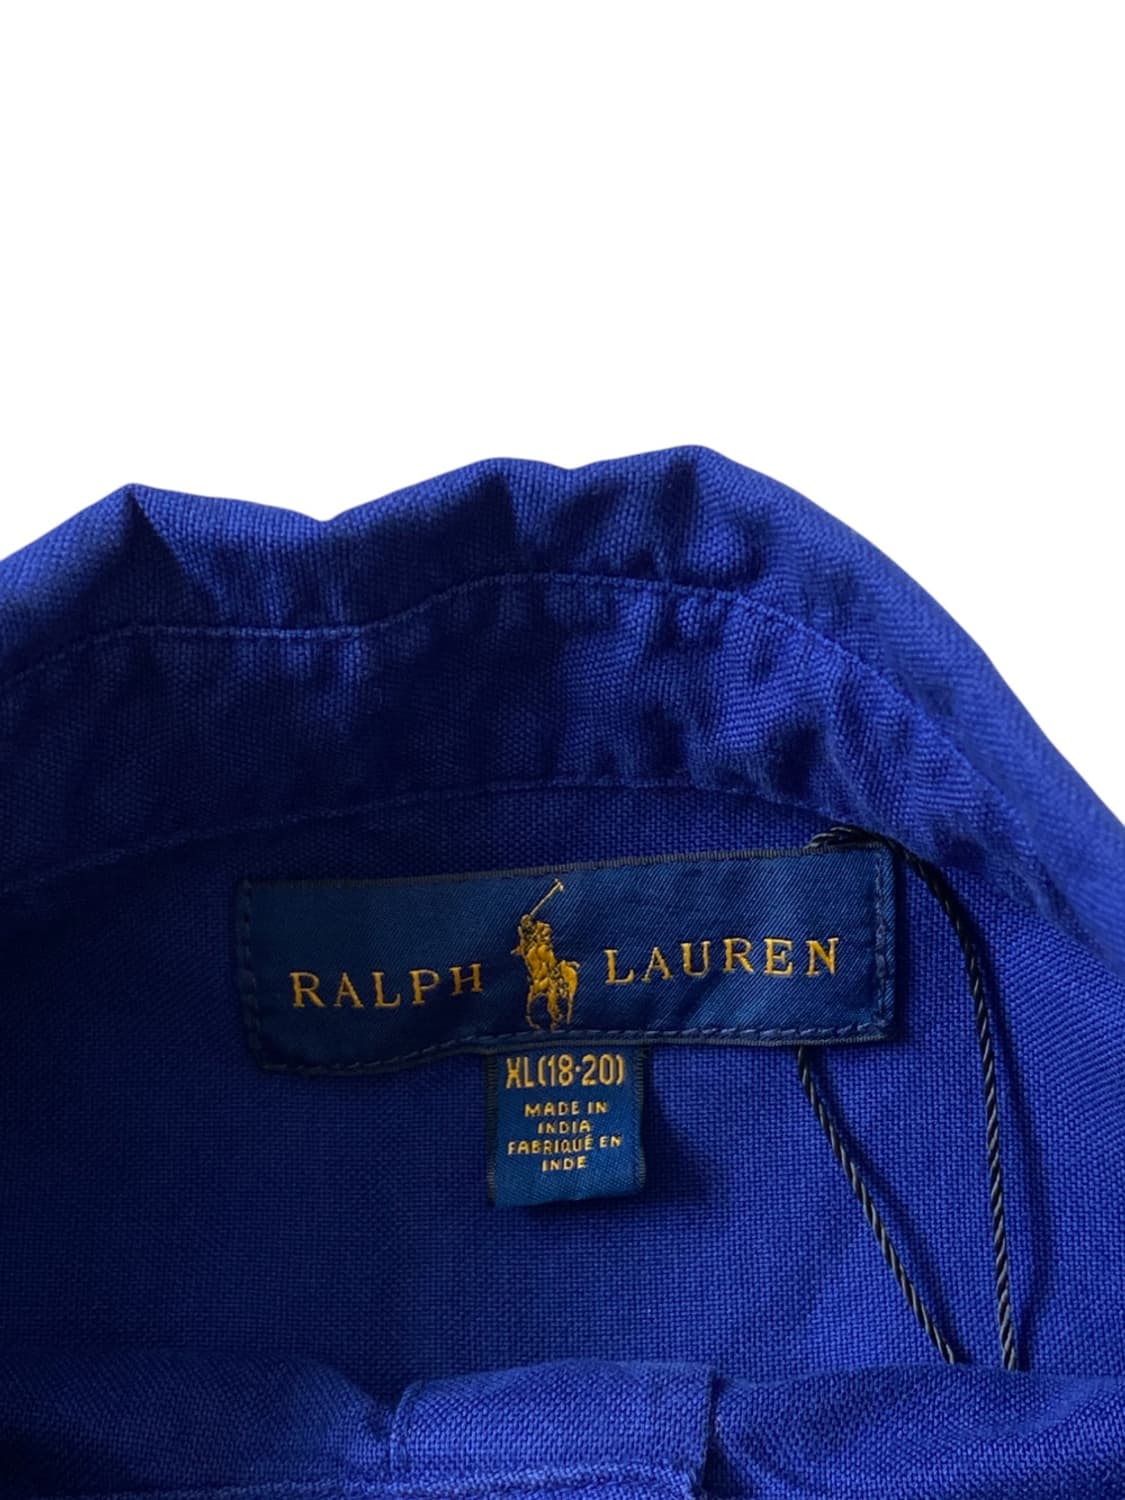 RALPH LAUREN
XL(18-20)
MADE IN
INDIA
FABRIQUÉ EN
INDE